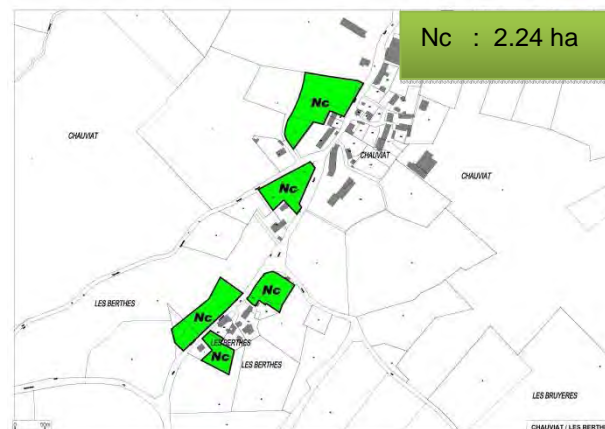 Nc : 2.24 ha
Nc
CHAUVIAT
CHAUVIAT
CHAUVIAT
Nc
LES BERTHES
Nc
LES BERTHES
Nc
LES BERTHES
LES BRUYERES
CHAUVIAT / LES BERTHES